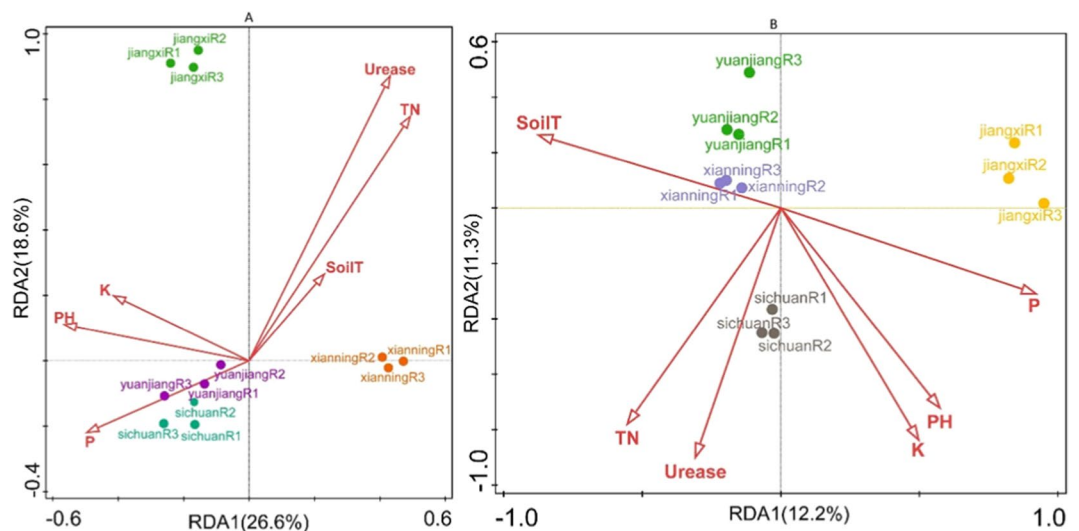 A
1.0
jiangxiR2
jiangxiR1
jiangxiR3
Urease
TN
SoilT
K
PH
xianningR2
xianningR1
xianningR3
yuanjiangR2
yuanjiangR3
yuanjiangR1
sichuanR2
sichuanR3
sichuanR1
P
RDA2(18.6%)
-0.4
-0.6
RDA1(26.6%)
0.6
B
0.6
yuanjiangR3
SoilT
yuanjiangR2
yuanjiangR1
jiangxiR1
jiangxiR2
jiangxiR3
xianningR3
xianningR2
xianningR1
sichuanR1
sichuanR3
sichuanR2
P
TN
Urease
PH
K
RDA2(11.3%)
-1.0
-1.0
RDA1(12.2%)
1.0